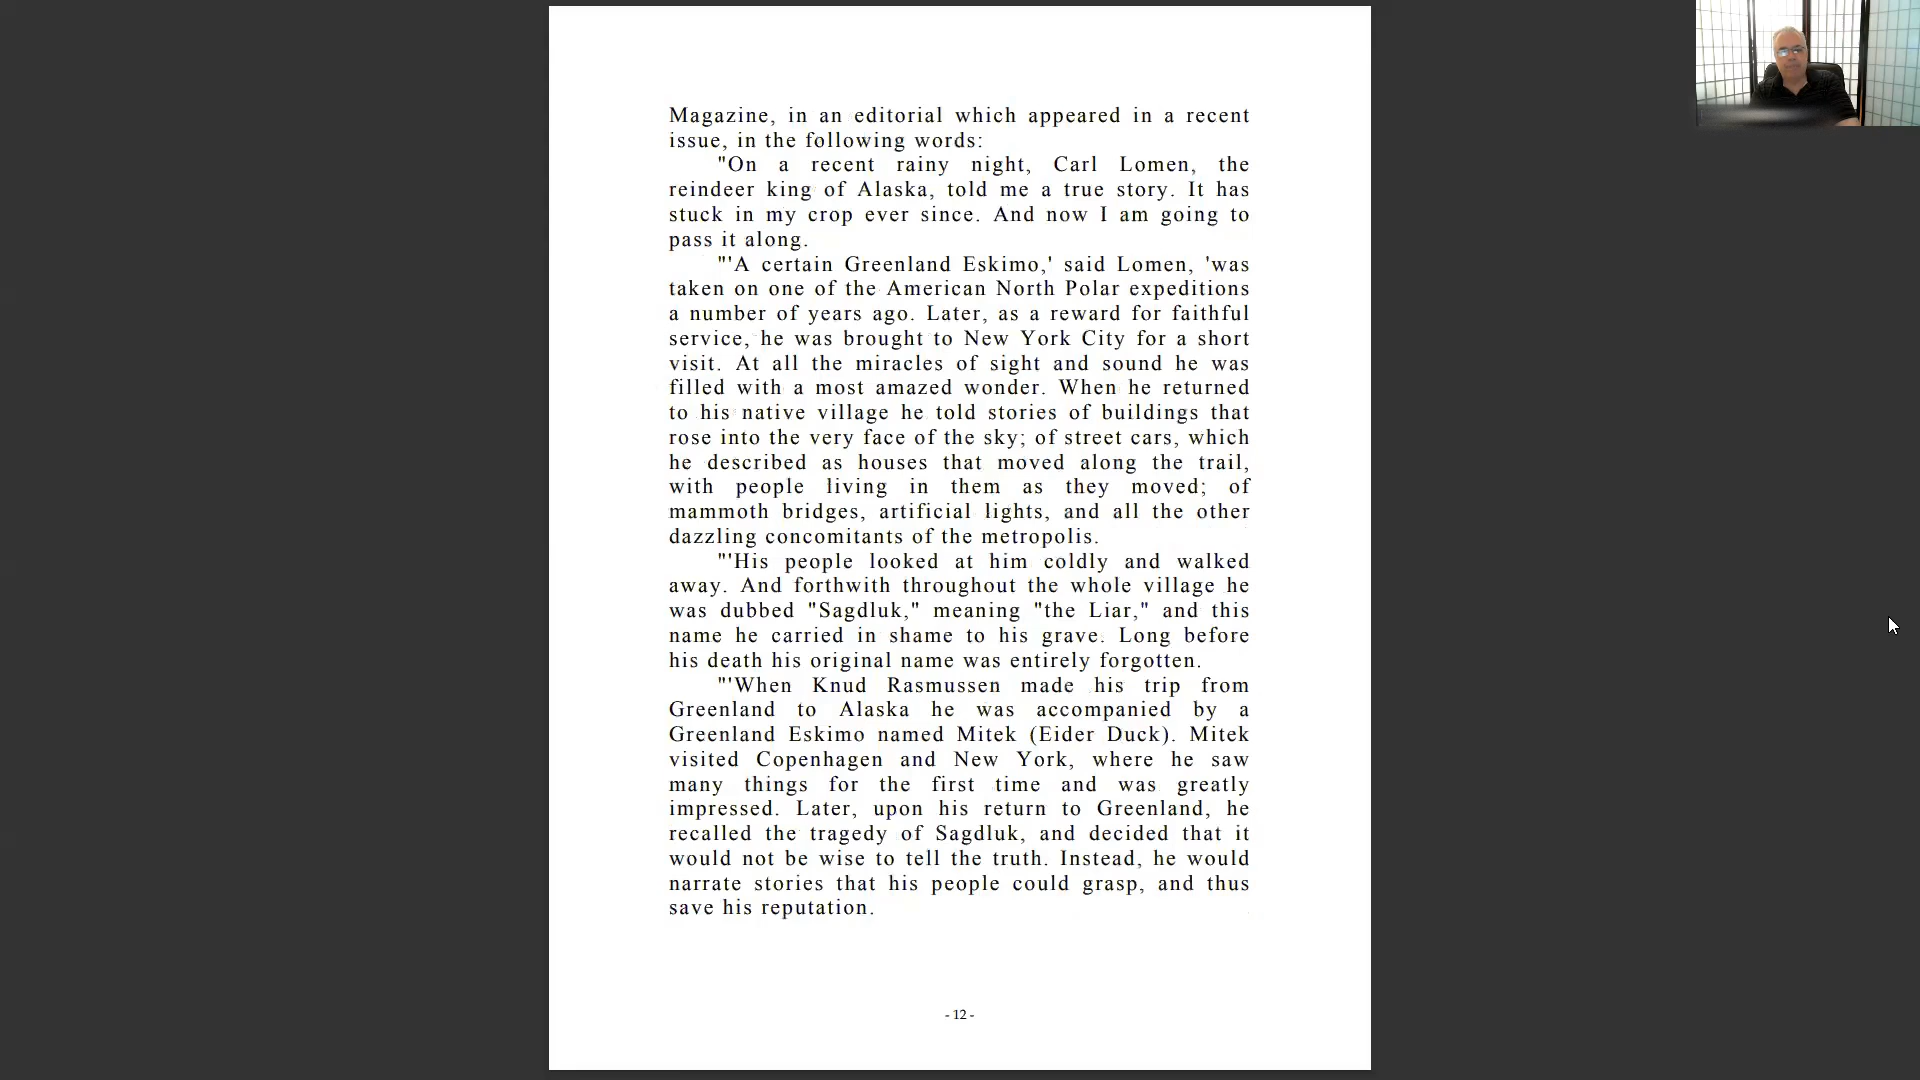 Magazine, in an editorial which appeared in a recent
issue, in the following words:
"On a recent rainy night, Carl Lomen, the
reindeer king of Alaska, told me a true story. It has
stuck in my crop ever since. And now I am going to
pass it along.
"'A certain Greenland Eskimo,' said Lomen, 'was
taken on one of the American North Polar expeditions
a number of years ago. Later, as a reward for faithful
service, he was brought to New York City for a short
visit. At all the miracles of sight and sound he was
filled with a most amazed wonder. When he returned
to his native village he told stories of buildings that
rose into the very face of the sky; of street cars, which
he described as houses that moved along the trail,
with people living in them as they moved; of
mammoth bridges, artificial lights, and all the other
dazzling concomitants of the metropolis.
"'His people looked at him coldly and walked
away. And forthwith throughout the whole village he
was dubbed "Sagdluk," meaning "the Liar," and this
name he carried in shame to his grave. Long before
his death his original name was entirely forgotten.
"'When Knud Rasmussen made his trip from
Greenland to Alaska he was accompanied by a
Greenland Eskimo named Mitek (Eider Duck). Mitek
visited Copenhagen and New York, where he saw
many things for the first time and was greatly
impressed. Later, upon his return to Greenland, he
recalled the tragedy of Sagdluk, and decided that it
would not be wise to tell the truth. Instead, he would
narrate stories that his people could grasp, and thus
save his reputation.
- 12 -